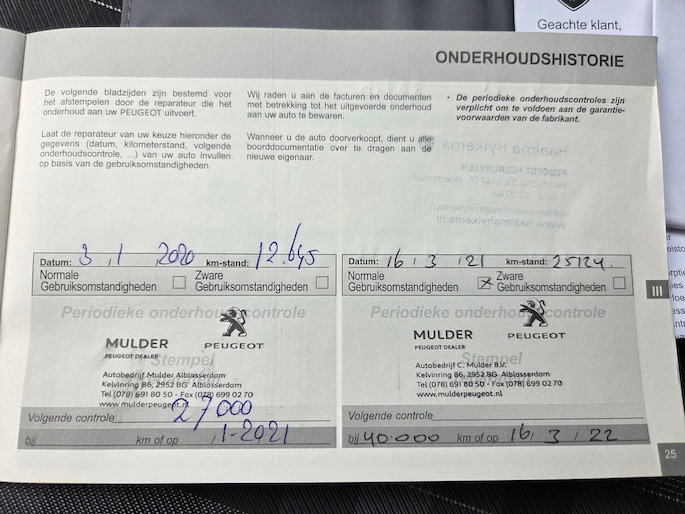 Geachte klant,
ONDERHOUDSHISTORIE
De volgende bladzijden zijn bestemd voor
het afstempelen door de reparateur die het
onderhoud aan uw PEUGEOT uitvoert.
Laat de reparateur van uw keuze hieronder de
gegevens (datum, kilometerstand, volgende
onderhoudscontrole, ...) van uw auto invullen
op basis van de gebruiksomstandigheden.
Wij raden u aan de facturen en documenten
met betrekking tot het uitgevoerde onderhoud
aan uw auto te bewaren.
Wanneer u de auto doorverkoopt, dient u alle
boorddocumentatie over te dragen aan de
nieuwe eigenaar.
• De periodieke onderhoudscontroles zijn
verplicht om te voldoen aan de garantie-
voorwaarden van de fabrikant.
Datum: 3 / 1 / 2020 km-stand: 12.645
Normale
Gebruiksomstandigheden
Zware
Gebruiksomstandigheden
Periodieke onderhoudscontrole
MULDER
PEUGEOT DEALER
PEUGEOT
Stempel
Autobedrijf Mulder Alblasserdam
Kelvinring 86, 2952 BG Alblasserdam
Tel (078) 691 80 50 - Fax (078) 699 02 70
www.mulderpeugeot.nl
Volgende controle 27000
bij km of op / 1-2021
Datum: 16 / 3 / 21 km-stand: 25124.
Normale
Gebruiksomstandigheden
Zware
Gebruiksomstandigheden
Periodieke onderhoudscontrole
MULDER
PEUGEOT DEALER
PEUGEOT
Stempel
Autobedrijf C. Mulder B.V.
Kelvinring 86, 2952 BG Alblasserdam
Tel (078) 691 80 50 - Fax (078) 699 02 70
www.mulderpeugeot.nl
Volgende controle
bij 40.000 km of op 16 / 3 / 22
III
25